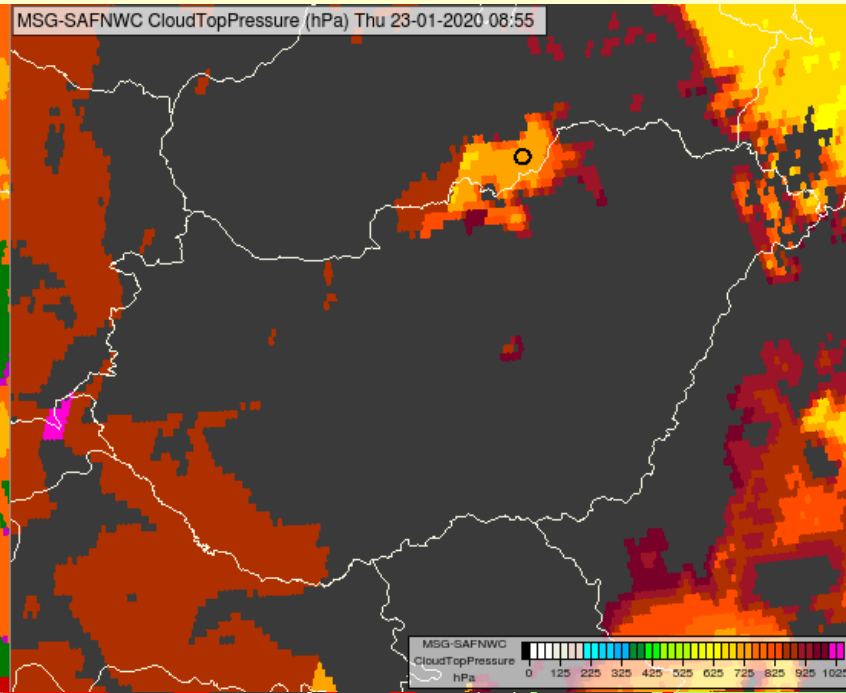 MSG-SAFNWC CloudTopPressure (hPa) Thu 23-01-2020 08:55
MSG-SAFNWC
CloudTopPressure
hPa
0 125 225 325 425 525 625 725 825 925 1025